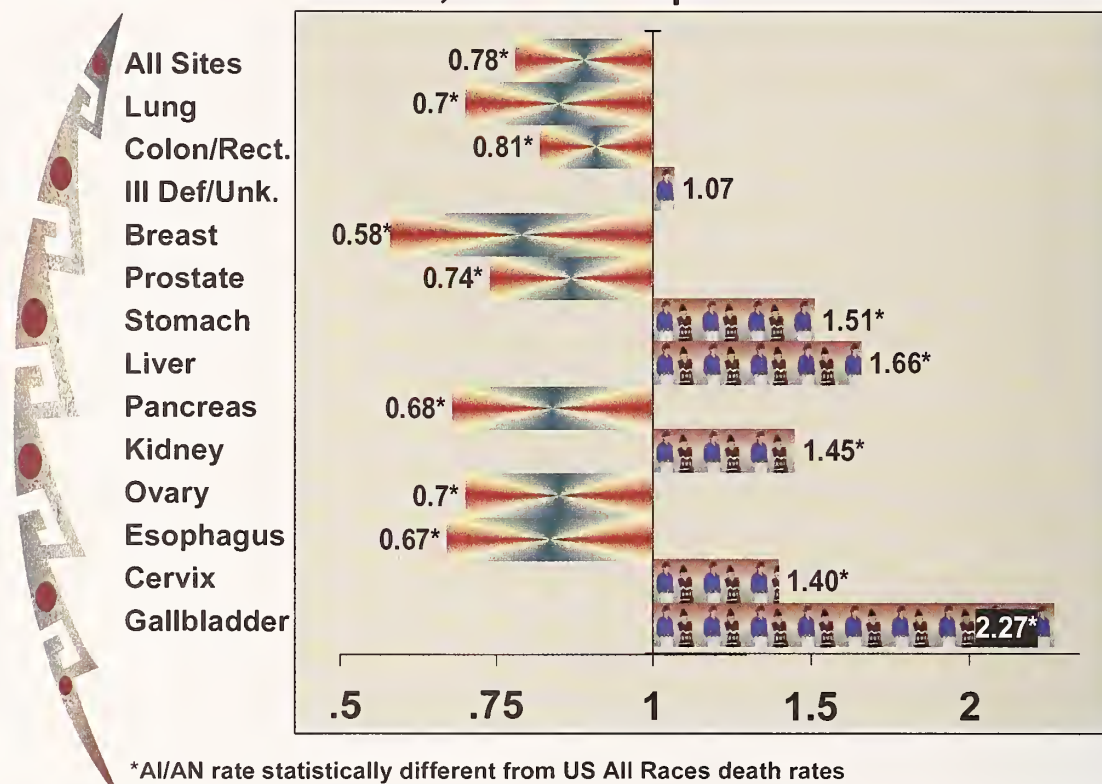 All Sites 0.78*
Lung 0.7*
Colon/Rect. 0.81*
Ill Def/Unk. 1.07
Breast 0.58*
Prostate 0.74*
Stomach 1.51*
Liver 1.66*
Pancreas 0.68*
Kidney 1.45*
Ovary 0.7*
Esophagus 0.67*
Cervix 1.40*
Gallbladder 2.27*
.5 .75 1 1.5 2
*AI/AN rate statistically different from US All Races death rates